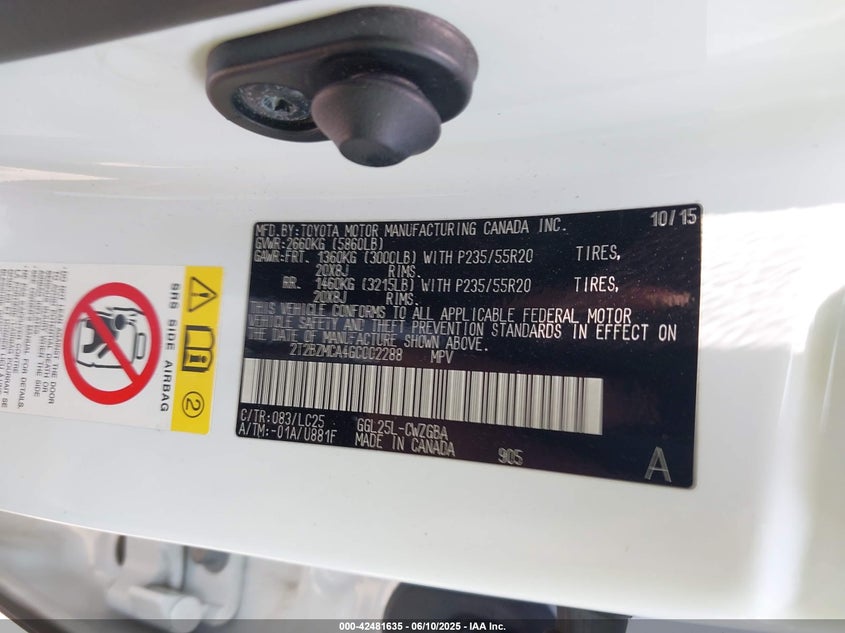 MFD.BY:TOYOTA MOTOR MANUFACTURING CANADA INC. 10/15
GVWR:2660KG (5860LB)
GAWR:FRT. 1360KG (3000LB) WITH P235/55R20 TIRES,
20X8J RIMS.
RR. 1460KG (3215LB) WITH P235/55R20 TIRES,
20X8J RIMS.
THIS VEHICLE CONFORMS TO ALL APPLICABLE FEDERAL MOTOR
VEHICLE SAFETY AND THEFT PREVENTION STANDARDS IN EFFECT ON
THE DATE OF MANUFACTURE SHOWN ABOVE.
2T2BZMCA4GC002288 MPV
C/TR:083/LC25 GGL25L-CWZGBA
A/TM:-01A/U881F MADE IN CANADA 905 A
SRS SIDE AIRBAG
2
000-42481635 - 06/10/2025 - IAA Inc.